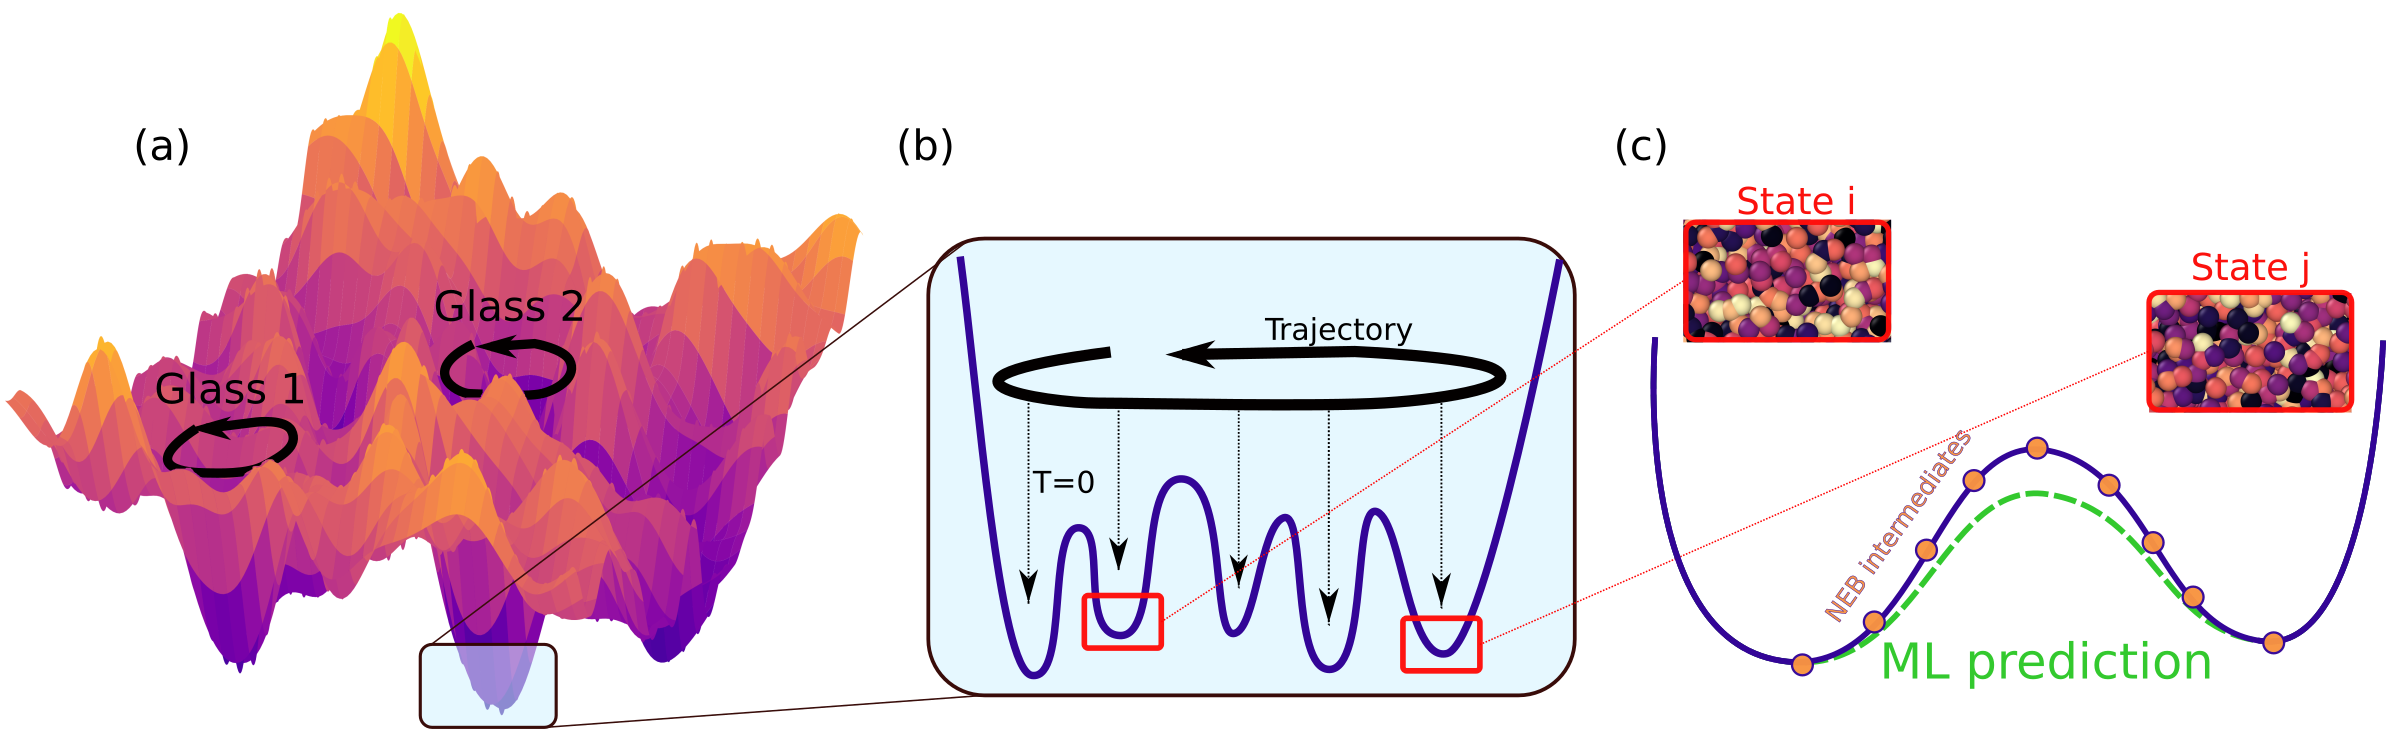 (a)
Glass 1
Glass 2
(b)
Trajectory
T=0
(c)
State i
State j
NEB intermediates
ML prediction